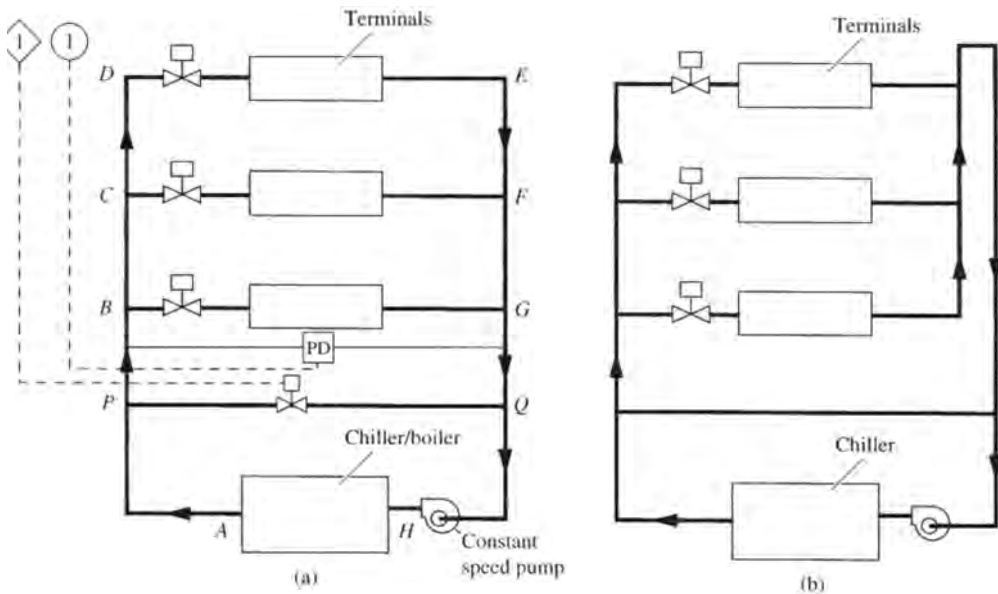 1
1
Terminals
D
E
C
F
B
G
PD
P
Q
Chiller/boiler
A
H
Constant
speed pump
(a)
Terminals
Chiller
(b)